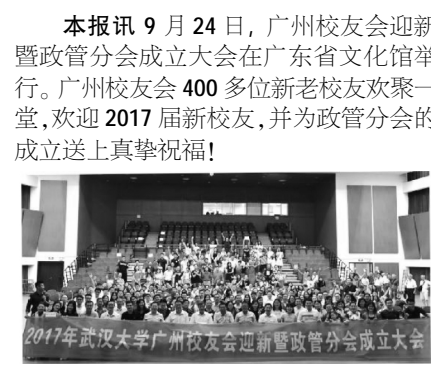 本报讯 9 月 24 日，广州校友会迎新
暨政管分会成立大会在广东省文化馆举
行。广州校友会 400 多位新老校友欢聚一
堂，欢迎 2017 届新校友，并为政管分会的
成立送上真挚祝福！
2017年武汉大学广州校友会迎新暨政管分会成立大会